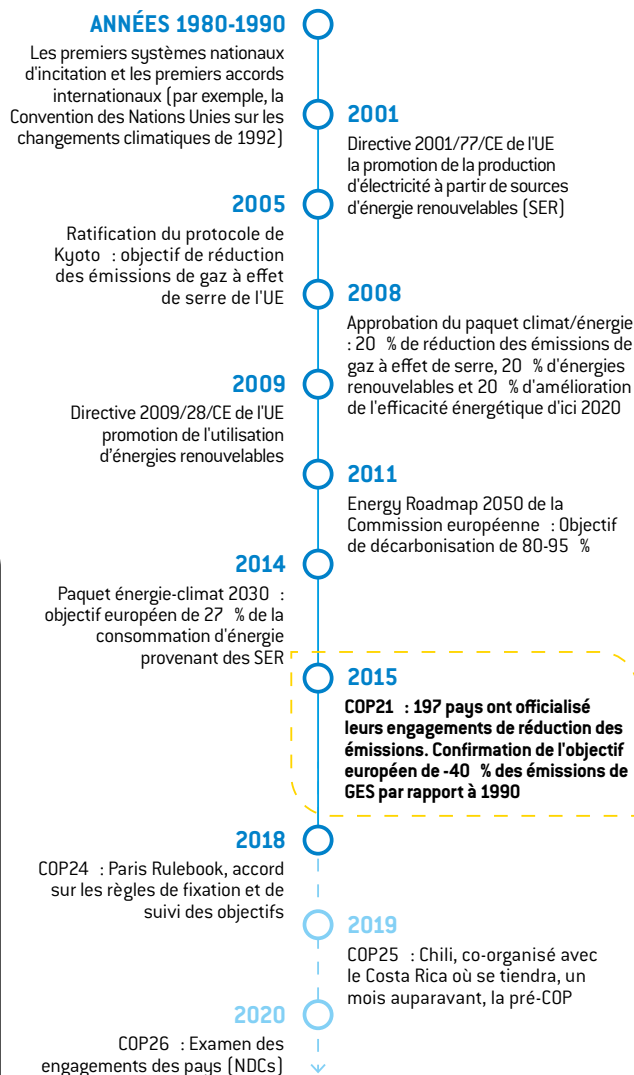 ANNÉES 1980-1990
Les premiers systèmes nationaux
d'incitation et les premiers accords
internationaux (par exemple, la
Convention des Nations Unies sur les
changements climatiques de 1992)
2001
Directive 2001/77/CE de l'UE
la promotion de la production
d'électricité à partir de sources
d'énergie renouvelables (SER)
2005
Ratification du protocole de
Kyoto : objectif de réduction
des émissions de gaz à effet
de serre de l'UE
2008
Approbation du paquet climat/énergie
: 20 % de réduction des émissions de
gaz à effet de serre, 20 % d'énergies
renouvelables et 20 % d'amélioration
de l'efficacité énergétique d'ici 2020
2009
Directive 2009/28/CE de l'UE
promotion de l'utilisation
d'énergies renouvelables
2011
Energy Roadmap 2050 de la
Commission européenne : Objectif
de décarbonisation de 80-95 %
2014
Paquet énergie-climat 2030 :
objectif européen de 27 % de la
consommation d'énergie
provenant des SER
2015
COP21 : 197 pays ont officialisé
leurs engagements de réduction des
émissions. Confirmation de l'objectif
européen de -40 % des émissions de
GES par rapport à 1990
2018
COP24 : Paris Rulebook, accord
sur les règles de fixation et de
suivi des objectifs
2019
COP25 : Chili, co-organisé avec
le Costa Rica où se tiendra, un
mois auparavant, la pré-COP
2020
COP26 : Examen des
engagements des pays (NDCs)